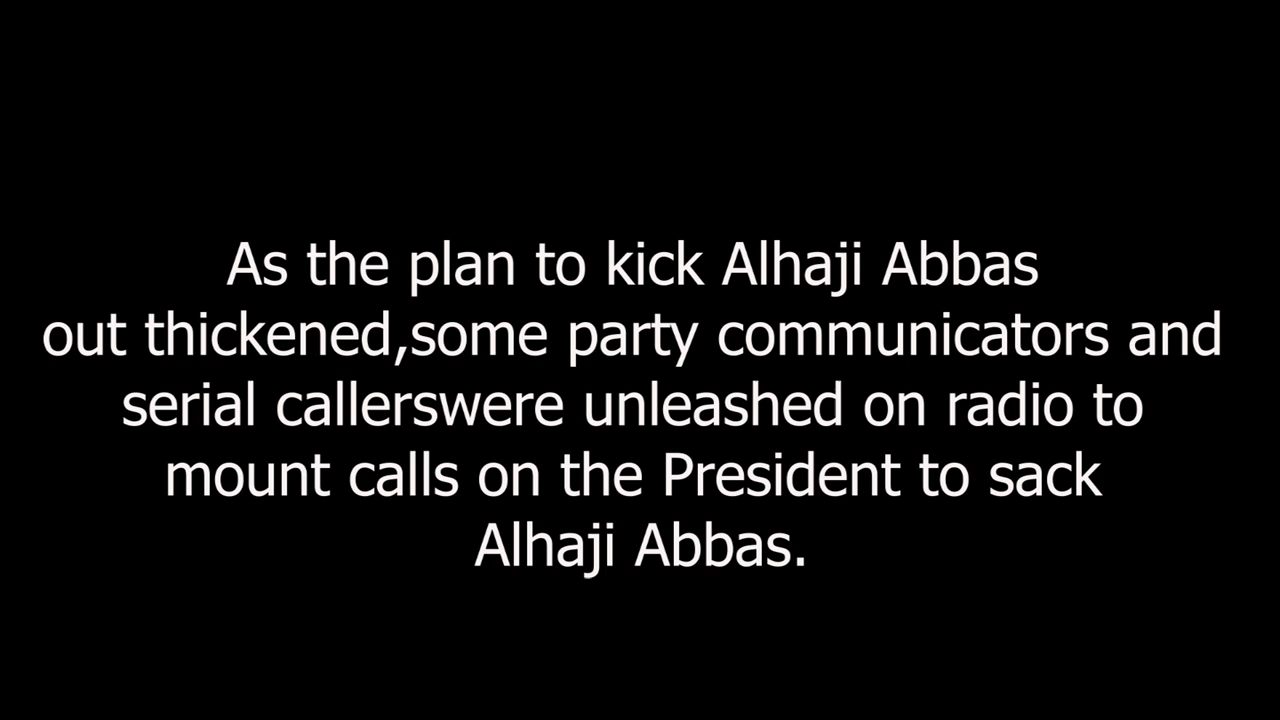 As the plan to kick Alhaji Abbas
out thickened,some party communicators and
serial callerswere unleashed on radio to
mount calls on the President to sack
Alhaji Abbas.